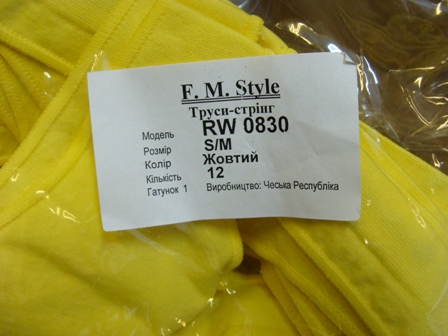 F. M. Style
Труси-стрінг
Модель RW 0830
Розмір S/M
Колір Жовтий
Кількість 12
Гатунок 1 Виробництво: Чеська Республіка